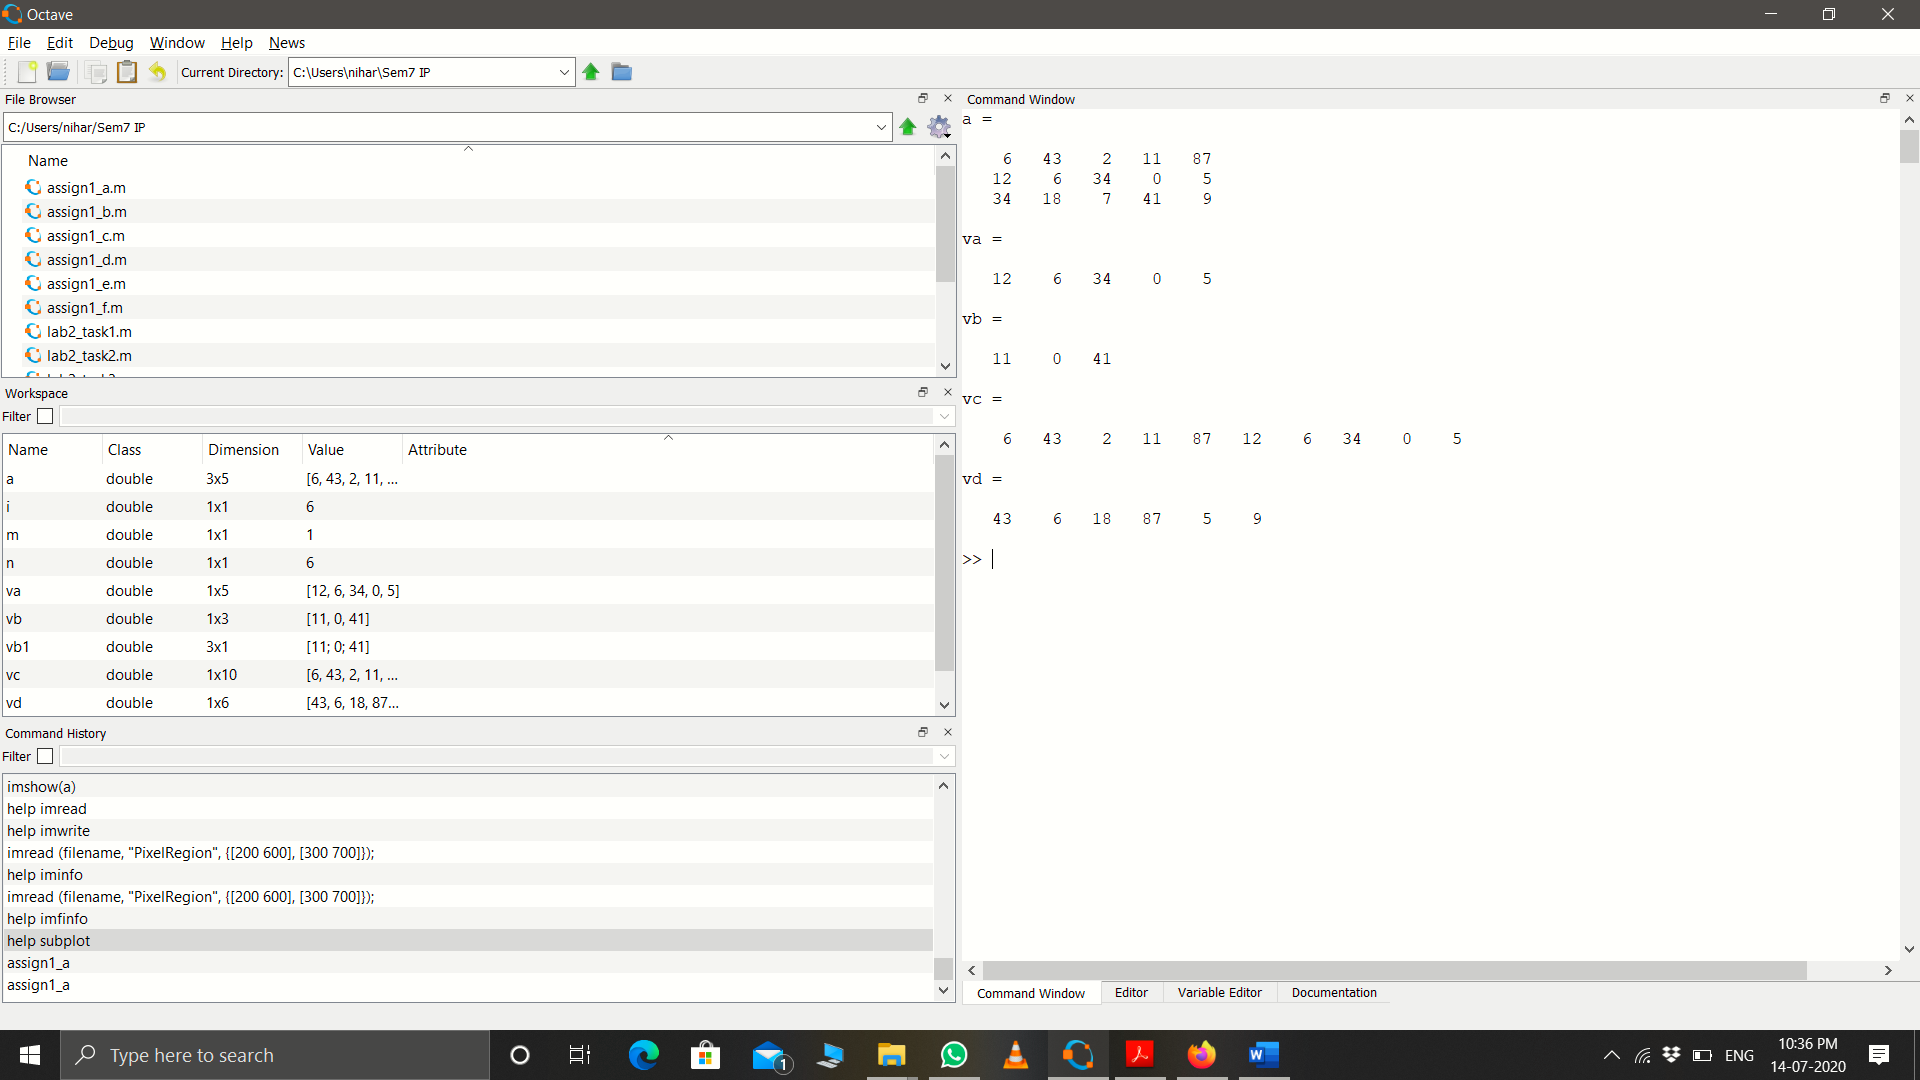 Octave
File Edit Debug Window Help News
Current Directory: C:\Users\nihar\Sem7 IP
File Browser
C:/Users/nihar/Sem7 IP
Name
assign1_a.m
assign1_b.m
assign1_c.m
assign1_d.m
assign1_e.m
assign1_f.m
lab2_task1.m
lab2_task2.m
Workspace
Filter
Name Class Dimension Value Attribute
a double 3x5 [6, 43, 2, 11, ...
i double 1x1 6
m double 1x1 1
n double 1x1 6
va double 1x5 [12, 6, 34, 0, 5]
vb double 1x3 [11, 0, 41]
vb1 double 3x1 [11; 0; 41]
vc double 1x10 [6, 43, 2, 11, ...
vd double 1x6 [43, 6, 18, 87...
Command History
Filter
imshow(a)
help imread
help imwrite
imread (filename, "PixelRegion", {[200 600], [300 700]});
help iminfo
imread (filename, "PixelRegion", {[200 600], [300 700]});
help imfinfo
help subplot
assign1_a
assign1_a
Command Window
a =
6 43 2 11 87
12 6 34 0 5
34 18 7 41 9
va =
12 6 34 0 5
vb =
11 0 41
vc =
6 43 2 11 87 12 6 34 0 5
vd =
43 6 18 87 5 9
>>
Command Window Editor Variable Editor Documentation
Type here to search
1
ENG
10:36 PM
14-07-2020